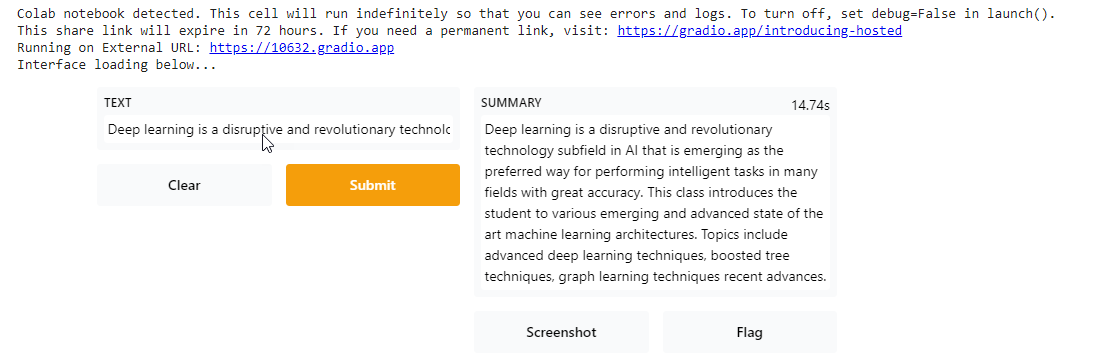 Colab notebook detected. This cell will run indefinitely so that you can see errors and logs. To turn off, set debug=False in launch().
This share link will expire in 72 hours. If you need a permanent link, visit: https://gradio.app/introducing-hosted
Running on External URL: https://10632.gradio.app
Interface loading below...
TEXT
Deep learning is a disruptive and revolutionary technolo
Clear
Submit
SUMMARY
14.74s
Deep learning is a disruptive and revolutionary
technology subfield in AI that is emerging as the
preferred way for performing intelligent tasks in many
fields with great accuracy. This class introduces the
student to various emerging and advanced state of the
art machine learning architectures. Topics include
advanced deep learning techniques, boosted tree
techniques, graph learning techniques recent advances.
Screenshot
Flag